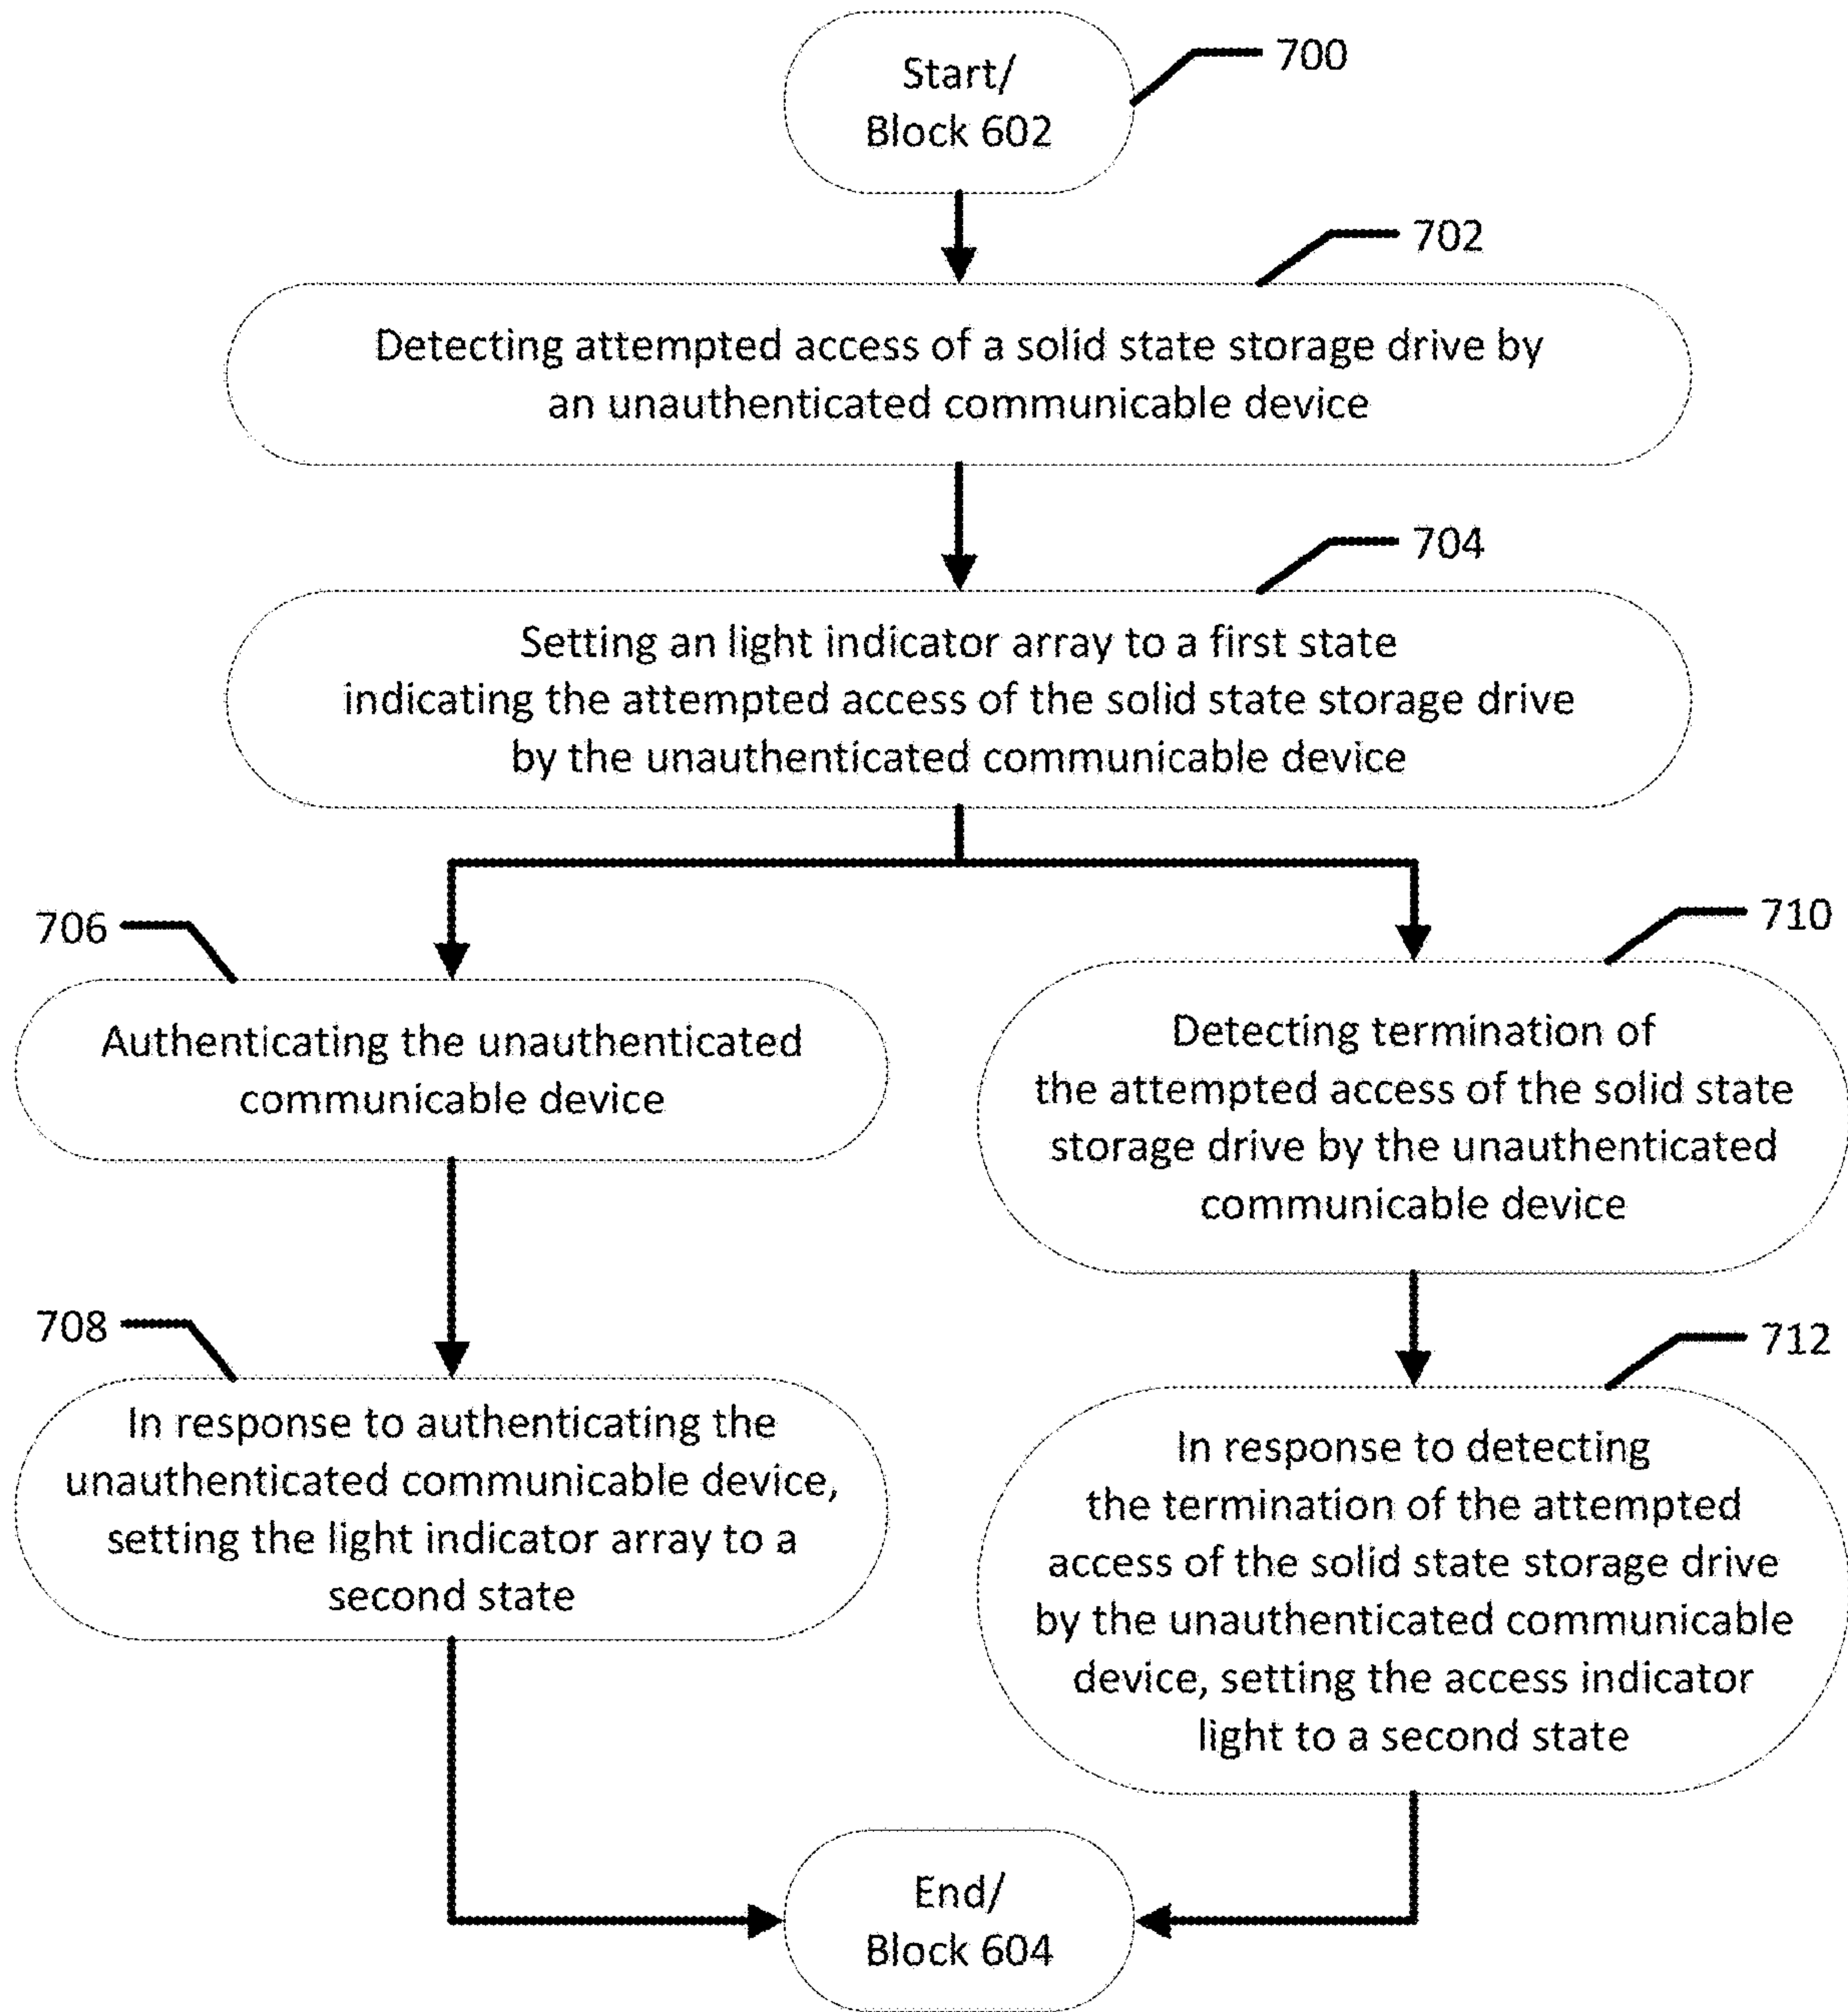 Start/
Block 602
700
702
Detecting attempted access of a solid state storage drive by
an unauthenticated communicable device
704
Setting an light indicator array to a first state
indicating the attempted access of the solid state storage drive
by the unauthenticated communicable device
706
Authenticating the unauthenticated
communicable device
710
Detecting termination of
the attempted access of the solid state
storage drive by the unauthenticated
communicable device
708
In response to authenticating the
unauthenticated communicable device,
setting the light indicator array to a
second state
712
In response to detecting
the termination of the attempted
access of the solid state storage drive
by the unauthenticated communicable
device, setting the access indicator
light to a second state
End/
Block 604